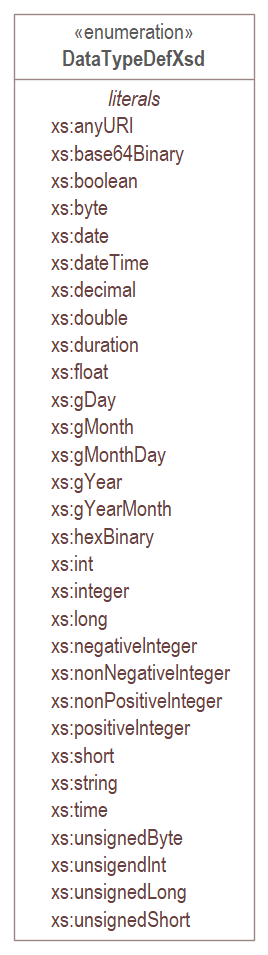 «enumeration»
DataTypeDefXsd
literals
xs:anyURI
xs:base64Binary
xs:boolean
xs:byte
xs:date
xs:dateTime
xs:decimal
xs:double
xs:duration
xs:float
xs:gDay
xs:gMonth
xs:gMonthDay
xs:gYear
xs:gYearMonth
xs:hexBinary
xs:int
xs:integer
xs:long
xs:negativeInteger
xs:nonNegativeInteger
xs:nonPositiveInteger
xs:positiveInteger
xs:short
xs:string
xs:time
xs:unsignedByte
xs:unsigendInt
xs:unsignedLong
xs:unsignedShort